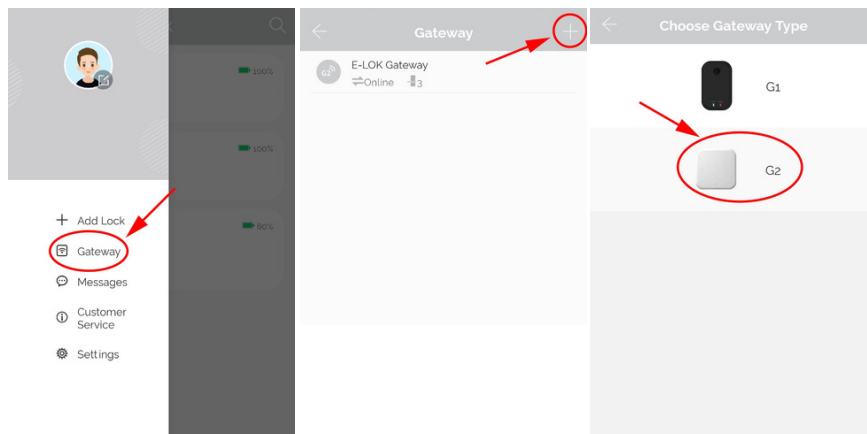 100%
100%
80%
+ Add Lock
Gateway
Messages
Customer
Service
Settings
Gateway
E-LOK Gateway
G2
Online 3
Choose Gateway Type
G1
G2